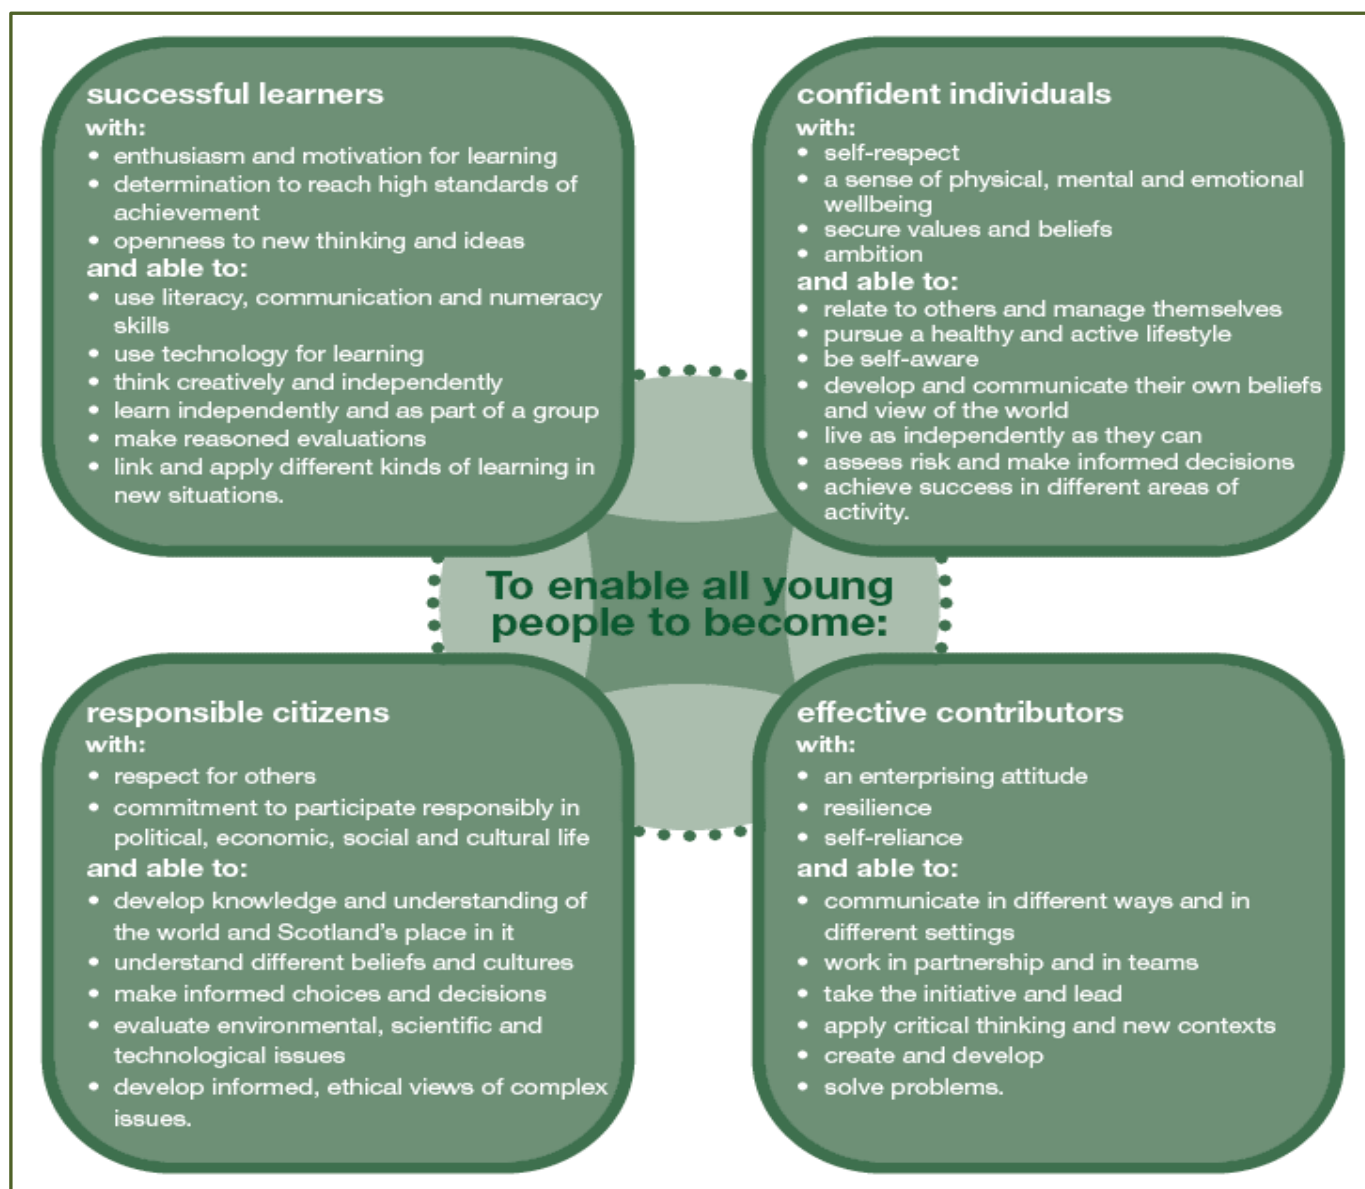 successful learners
with:
• enthusiasm and motivation for learning
• determination to reach high standards of
achievement
• openness to new thinking and ideas
and able to:
• use literacy, communication and numeracy
skills
• use technology for learning
• think creatively and independently
• learn independently and as part of a group
• make reasoned evaluations
• link and apply different kinds of learning in
new situations.
confident individuals
with:
• self-respect
• a sense of physical, mental and emotional
wellbeing
• secure values and beliefs
• ambition
and able to:
• relate to others and manage themselves
• pursue a healthy and active lifestyle
• be self-aware
• develop and communicate their own beliefs
and view of the world
• live as independently as they can
• assess risk and make informed decisions
• achieve success in different areas of
activity.
To enable all young
people to become:
responsible citizens
with:
• respect for others
• commitment to participate responsibly in
political, economic, social and cultural life
and able to:
• develop knowledge and understanding of
the world and Scotland's place in it
• understand different beliefs and cultures
• make informed choices and decisions
• evaluate environmental, scientific and
technological issues
• develop informed, ethical views of complex
issues.
effective contributors
with:
• an enterprising attitude
• resilience
• self-reliance
and able to:
• communicate in different ways and in
different settings
• work in partnership and in teams
• take the initiative and lead
• apply critical thinking and new contexts
• create and develop
• solve problems.